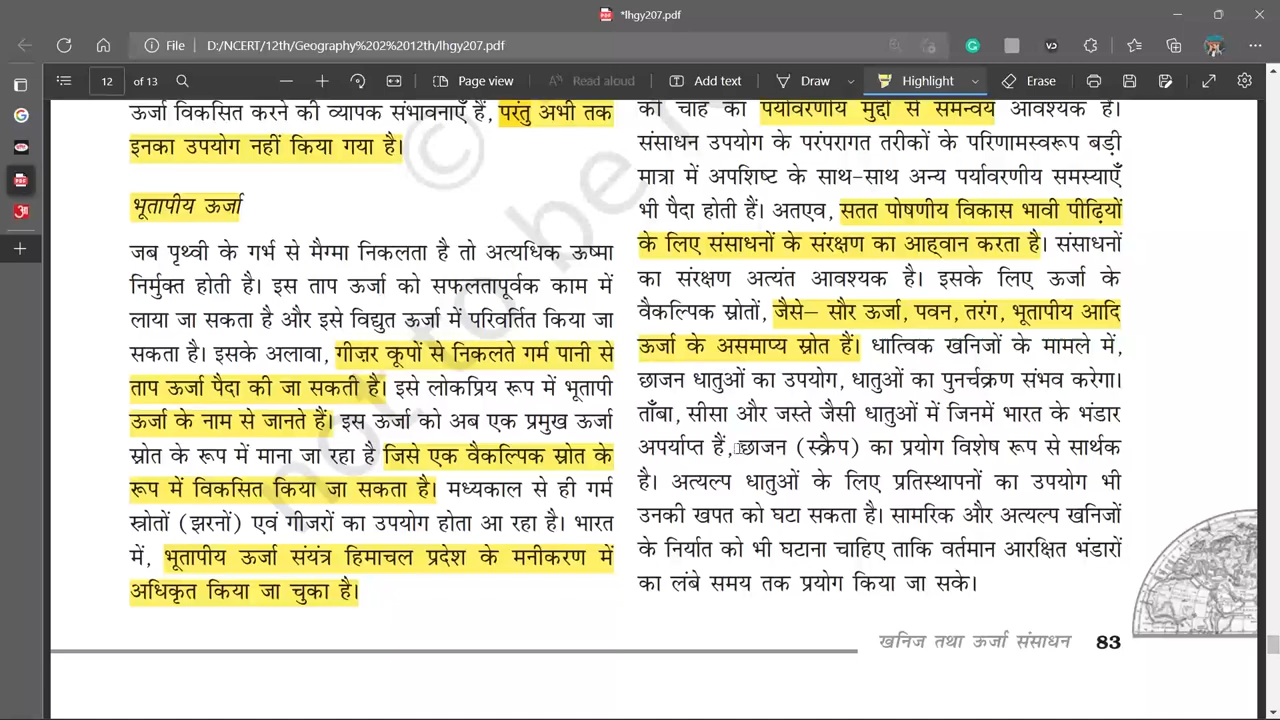 *lhgy207.pdf
File
D:/NCERT/12th/Geography%202%2012th/lhgy207.pdf
12 of 13
Page view
Read aloud
Add text
Draw
Highlight
Erase
ऊर्जा विकसित करने की व्यापक संभावनाएँ हैं, परंतु अभी तक
इनका उपयोग नहीं किया गया है।
भूतापीय ऊर्जा
जब पृथ्वी के गर्भ से मैग्मा निकलता है तो अत्यधिक ऊष्मा
निर्मुक्त होती है। इस ताप ऊर्जा को सफलतापूर्वक काम में
लाया जा सकता है और इसे विद्युत ऊर्जा में परिवर्तित किया जा
सकता है। इसके अलावा, गीजर कूपों से निकलते गर्म पानी से
ताप ऊर्जा पैदा की जा सकती है। इसे लोकप्रिय रूप में भूतापी
ऊर्जा के नाम से जानते हैं। इस ऊर्जा को अब एक प्रमुख ऊर्जा
स्रोत के रूप में माना जा रहा है जिसे एक वैकल्पिक स्रोत के
रूप में विकसित किया जा सकता है। मध्यकाल से ही गर्म
स्रोतों (झरनों) एवं गीजरों का उपयोग होता आ रहा है। भारत
में, भूतापीय ऊर्जा संयंत्र हिमाचल प्रदेश के मनीकरण में
अधिकृत किया जा चुका है।
की चाह का पर्यावरणीय मुद्दों से समन्वय आवश्यक है।
संसाधन उपयोग के परंपरागत तरीकों के परिणामस्वरूप बड़ी
मात्रा में अपशिष्ट के साथ-साथ अन्य पर्यावरणीय समस्याएँ
भी पैदा होती हैं। अतएव, सतत पोषणीय विकास भावी पीढ़ियों
के लिए संसाधनों के संरक्षण का आह्वान करता है। संसाधनों
का संरक्षण अत्यंत आवश्यक है। इसके लिए ऊर्जा के
वैकल्पिक स्रोतों, जैसे– सौर ऊर्जा, पवन, तरंग, भूतापीय आदि
ऊर्जा के असमाप्य स्रोत हैं। धात्विक खनिजों के मामले में,
छाजन धातुओं का उपयोग, धातुओं का पुनर्चक्रण संभव करेगा।
ताँबा, सीसा और जस्ते जैसी धातुओं में जिनमें भारत के भंडार
अपर्याप्त हैं, छाजन (स्क्रैप) का प्रयोग विशेष रूप से सार्थक
है। अत्यल्प धातुओं के लिए प्रतिस्थापनों का उपयोग भी
उनकी खपत को घटा सकता है। सामरिक और अत्यल्प खनिजों
के निर्यात को भी घटाना चाहिए ताकि वर्तमान आरक्षित भंडारों
का लंबे समय तक प्रयोग किया जा सके।
© not to be
खनिज तथा ऊर्जा संसाधन 83